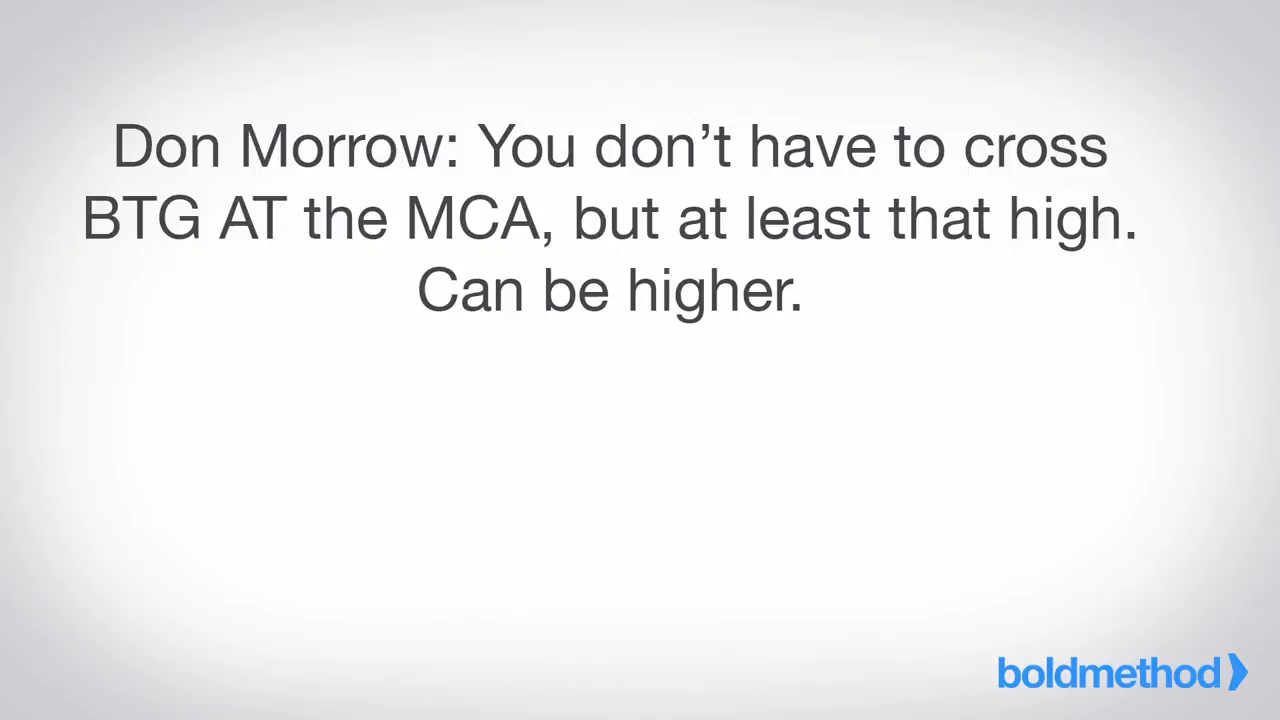 Don Morrow: You don’t have to cross
BTG AT the MCA, but at least that high.
Can be higher.
boldmethod